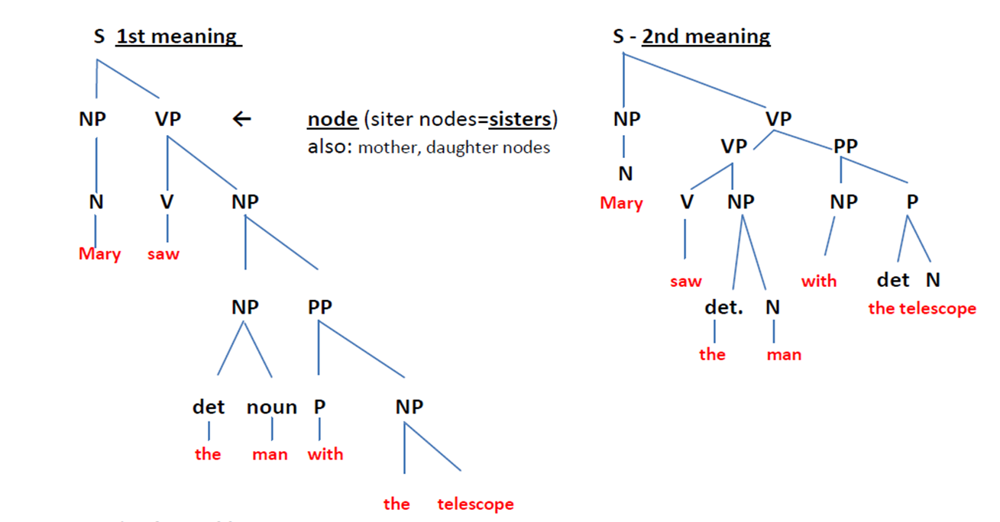 S 1st meaning
S - 2nd meaning
NP VP ← node (siter nodes=sisters)
also: mother, daughter nodes
NP VP
VP PP
N
N V NP
Mary V NP NP P
Mary saw
saw with det N
NP PP
det. N the telescope
the man
det noun P NP
the man with
the telescope